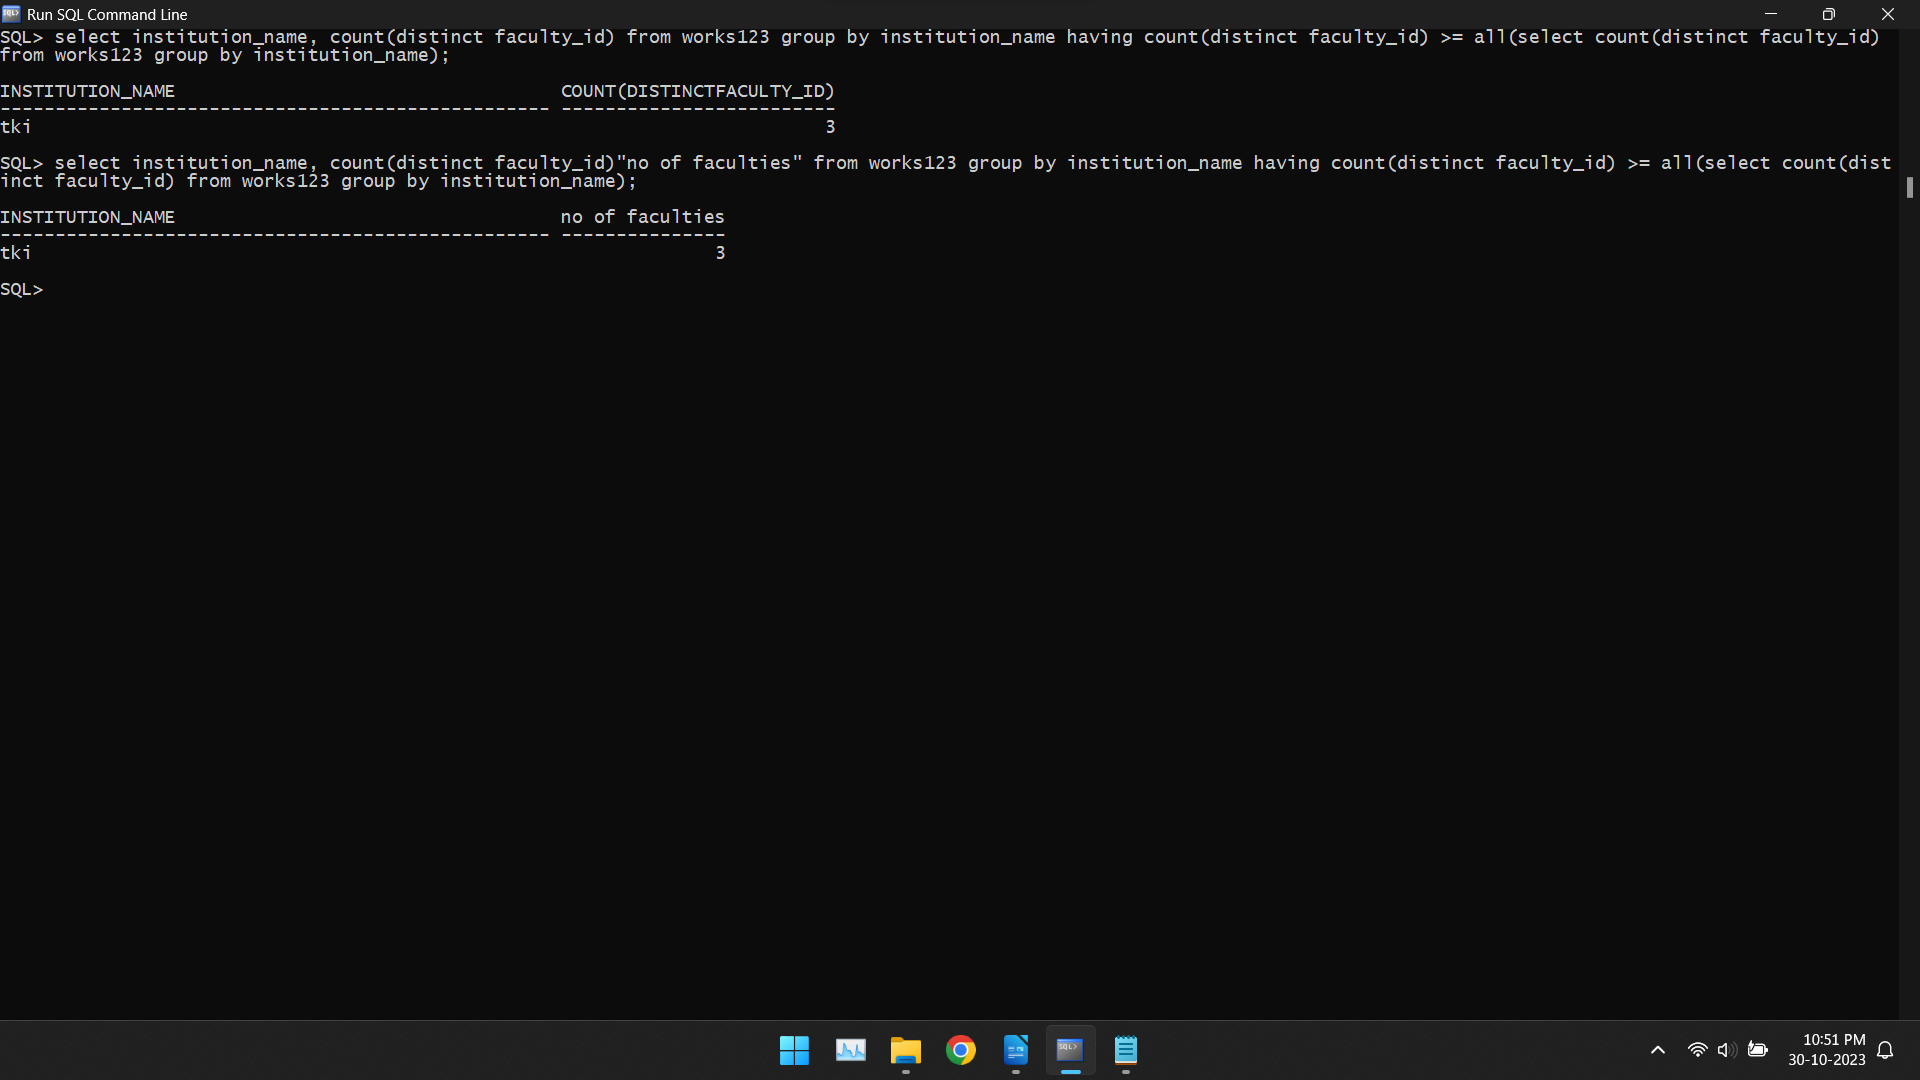 Run SQL Command Line
SQL> select institution_name, count(distinct faculty_id) from works123 group by institution_name having count(distinct faculty_id) >= all(select count(distinct faculty_id)
from works123 group by institution_name);
INSTITUTION_NAME COUNT(DISTINCTFACULTY_ID)
-------------------------------------------------- -------------------------
tki 3
SQL> select institution_name, count(distinct faculty_id)"no of faculties" from works123 group by institution_name having count(distinct faculty_id) >= all(select count(dist
inct faculty_id) from works123 group by institution_name);
INSTITUTION_NAME no of faculties
-------------------------------------------------- ---------------
tki 3
SQL>
10:51 PM
30-10-2023